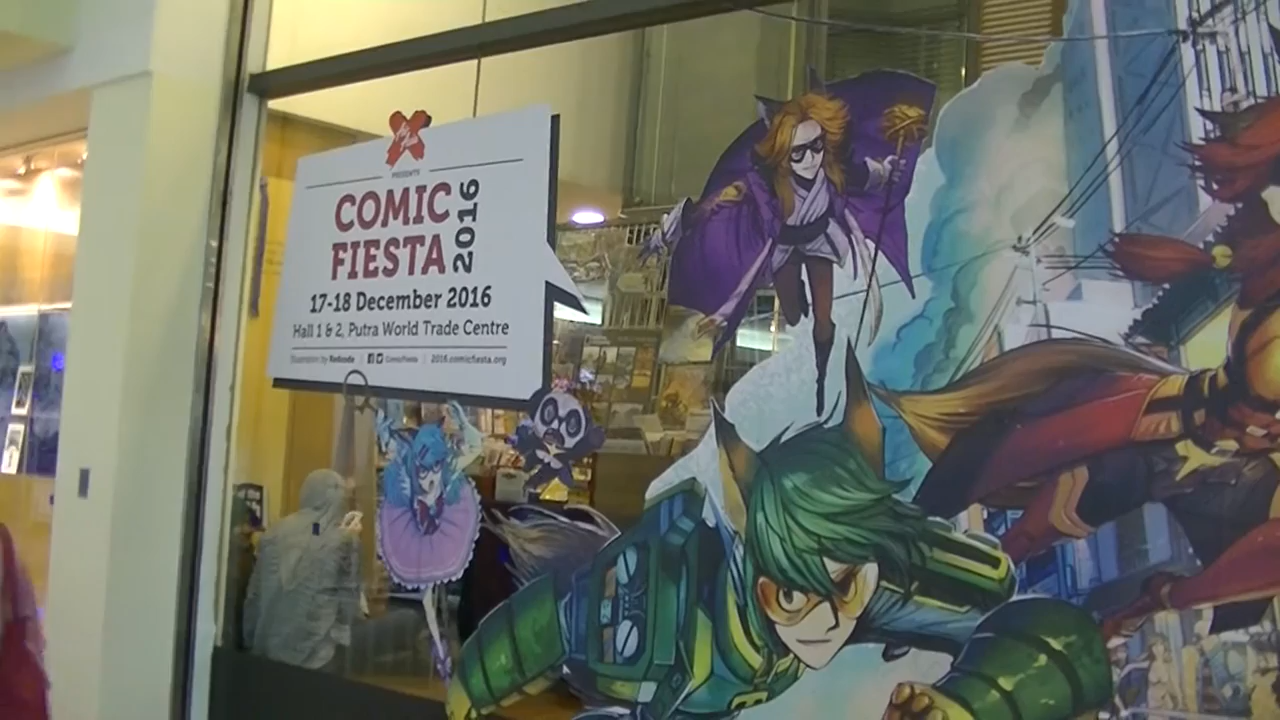 PRESENTS
COMIC
FIESTA
2016
17-18 December 2016
Hall 1 & 2, Putra World Trade Centre
Illustration by Redcode | ComicFiesta | 2016.comicfiesta.org